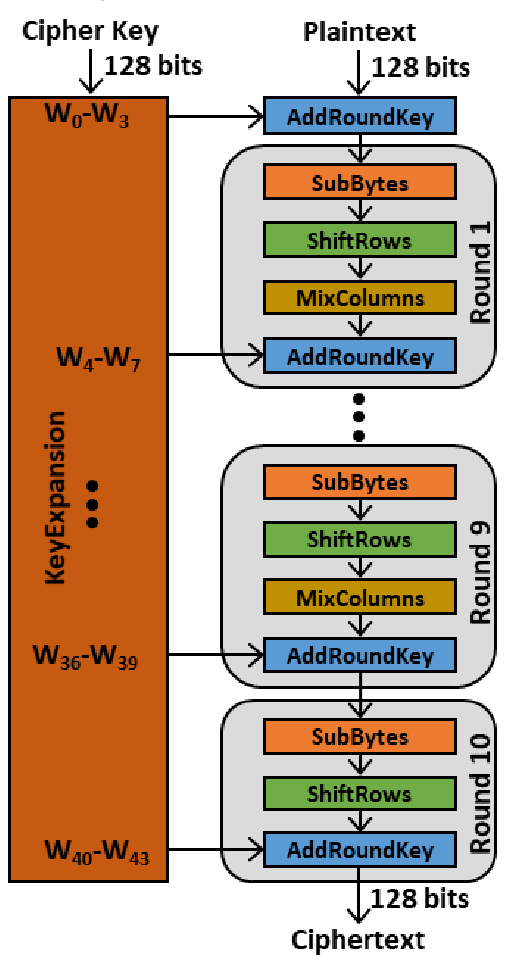 Cipher Key
128 bits
W0-W3
W4-W7
KeyExpansion
W36-W39
W40-W43
Plaintext
128 bits
AddRoundKey
SubBytes
ShiftRows
MixColumns
AddRoundKey
Round 1
SubBytes
ShiftRows
MixColumns
AddRoundKey
Round 9
SubBytes
ShiftRows
AddRoundKey
Round 10
128 bits
Ciphertext